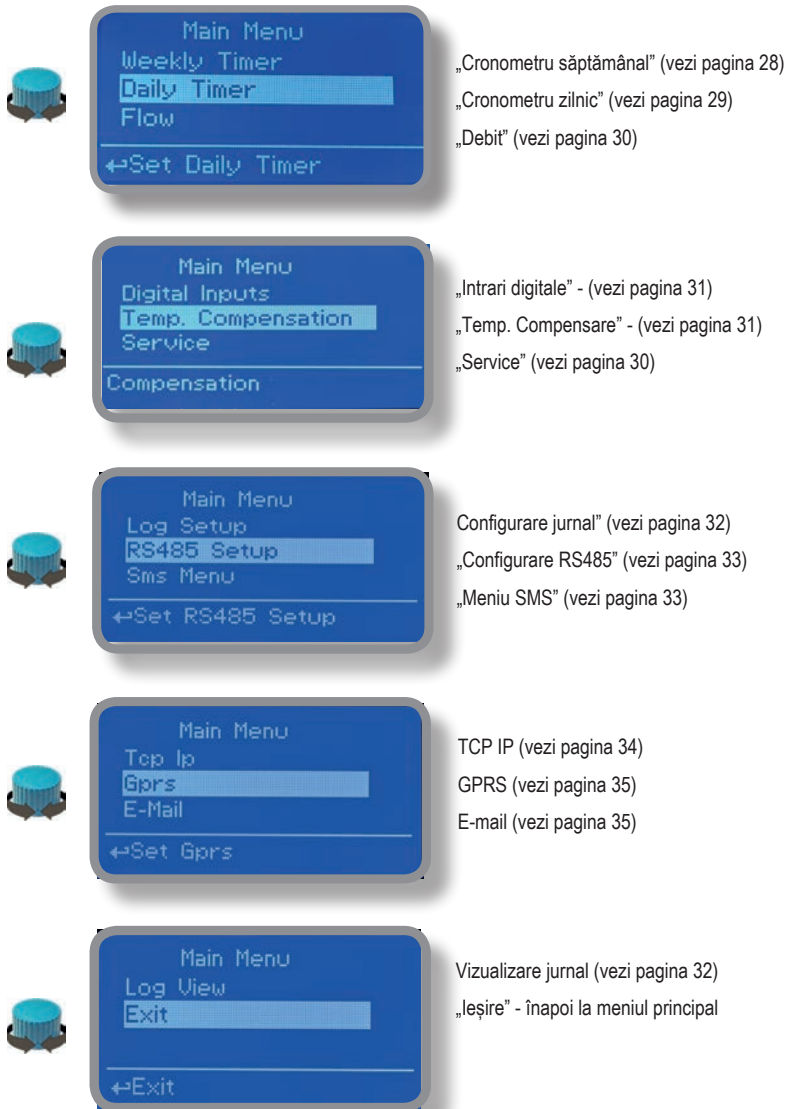 Main Menu
Weekly Timer
Daily Timer
Flow
↩Set Daily Timer
„Cronometru săptămânal” (vezi pagina 28)
„Cronometru zilnic” (vezi pagina 29)
„Debit” (vezi pagina 30)
Main Menu
Digital Inputs
Temp. Compensation
Service
Compensation
„Intrari digitale” - (vezi pagina 31)
„Temp. Compensare” - (vezi pagina 31)
„Service” (vezi pagina 30)
Main Menu
Log Setup
RS485 Setup
Sms Menu
↩Set RS485 Setup
Configurare jurnal” (vezi pagina 32)
„Configurare RS485” (vezi pagina 33)
„Meniu SMS” (vezi pagina 33)
Main Menu
Tcp Ip
Gprs
E-Mail
↩Set Gprs
TCP IP (vezi pagina 34)
GPRS (vezi pagina 35)
E-mail (vezi pagina 35)
Main Menu
Log View
Exit
↩Exit
Vizualizare jurnal (vezi pagina 32)
„Ieșire” - înapoi la meniul principal